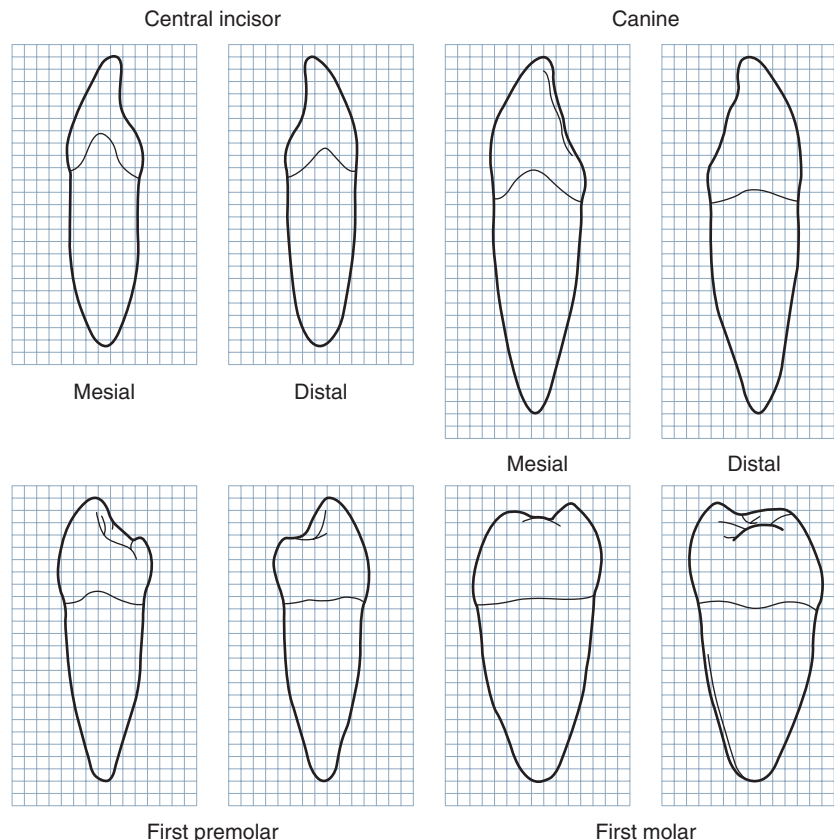 Central incisor
Canine
Mesial
Distal
Mesial
Distal
First premolar
First molar